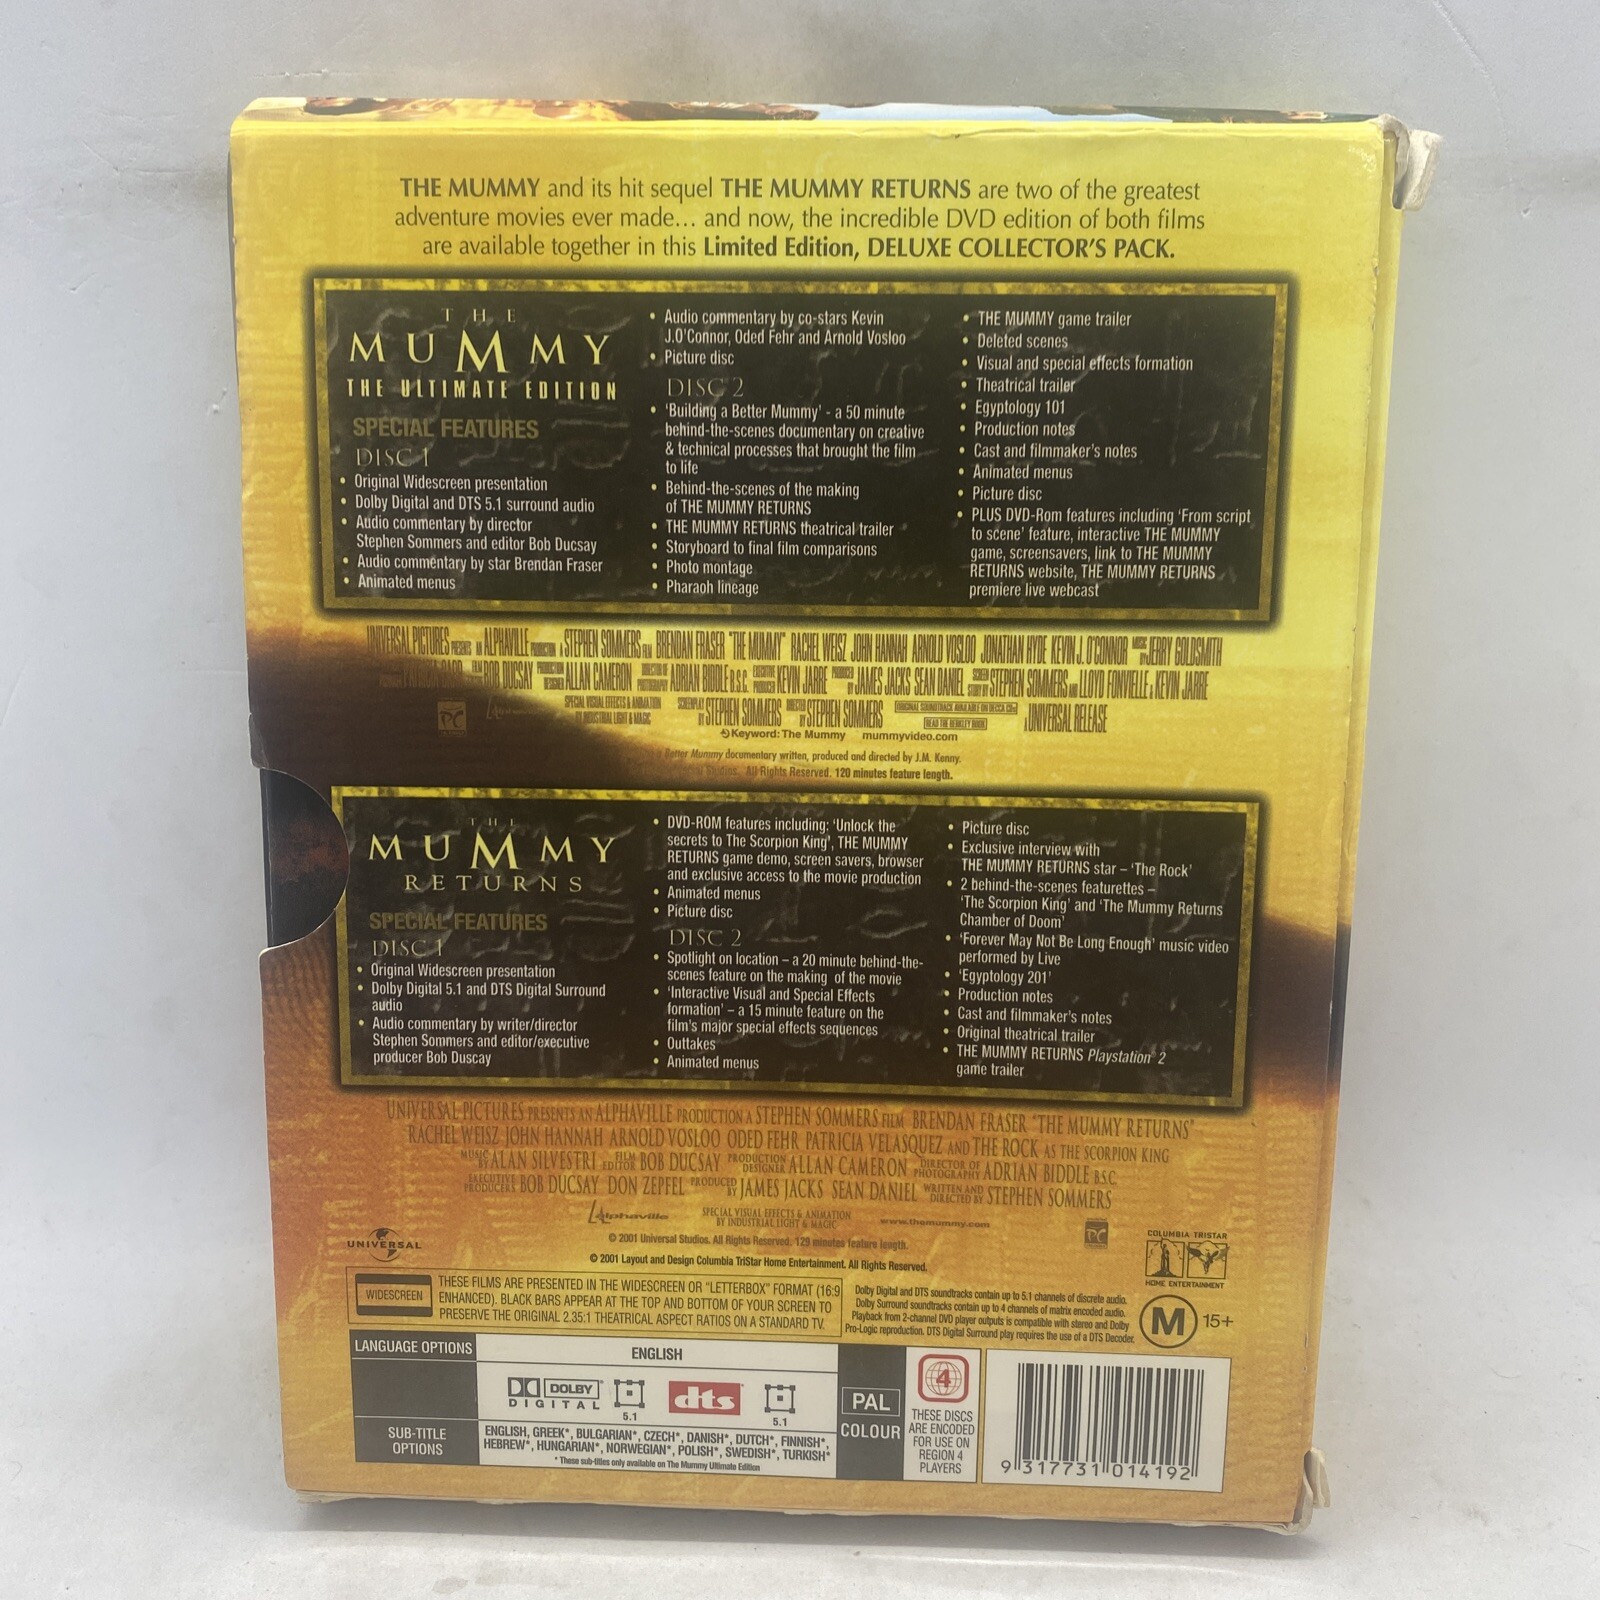 THE MUMMY and its hit sequel THE MUMMY RETURNS are two of the greatest
adventure movies ever made... and now, the incredible DVD edition of both films
are available together in this Limited Edition, DELUXE COLLECTOR'S PACK.
THE
MUMMY
THE ULTIMATE EDITION
SPECIAL FEATURES
DISC 1
• Original Widescreen presentation
• Dolby Digital and DTS 5.1 surround audio
• Audio commentary by director
Stephen Sommers and editor Bob Ducsay
• Audio commentary by star Brendan Fraser
• Animated menus
• Audio commentary by co-stars Kevin
J.O'Connor, Oded Fehr and Arnold Vosloo
• Picture disc
DISC 2
• 'Building a Better Mummy' - a 50 minute
behind-the-scenes documentary on creative
& technical processes that brought the film
to life
• Behind-the-scenes of the making
of THE MUMMY RETURNS
• THE MUMMY RETURNS theatrical trailer
• Storyboard to final film comparisons
• Photo montage
• Pharaoh lineage
• THE MUMMY game trailer
• Deleted scenes
• Visual and special effects formation
• Theatrical trailer
• Egyptology 101
• Production notes
• Cast and filmmaker's notes
• Animated menus
• Picture disc
• PLUS DVD-Rom features including 'From script
to scene' feature, interactive THE MUMMY
game, screensavers, link to THE MUMMY
RETURNS website, THE MUMMY RETURNS
premiere live webcast
UNIVERSAL PICTURES PRESENTS AN ALPHAVILLE PRODUCTION A STEPHEN SOMMERS FILM BRENDAN FRASER "THE MUMMY" RACHEL WEISZ JOHN HANNAH ARNOLD VOSLOO JONATHAN HYDE KEVIN J. O'CONNOR MUSIC BY JERRY GOLDSMITH
BOB DUCSAY PRODUCTION DESIGNER ALLAN CAMERON DIRECTOR OF PHOTOGRAPHY ADRIAN BIDDLE B.S.C. EXECUTIVE PRODUCER KEVIN JARRE PRODUCED BY JAMES JACKS SEAN DANIEL SCREEN STORY BY STEPHEN SOMMERS AND LLOYD FONVIELLE & KEVIN JARRE
PC
SPECIAL VISUAL EFFECTS & ANIMATION BY INDUSTRIAL LIGHT & MAGIC SCREENPLAY BY STEPHEN SOMMERS DIRECTED BY STEPHEN SOMMERS ORIGINAL SOUNDTRACK AVAILABLE ON DECCA CDs READ THE BERKLEY BOOK A UNIVERSAL RELEASE
Keyword: The Mummy mummyvideo.com
Better Mummy documentary written, produced and directed by J.M. Kenny.
Studios. All Rights Reserved. 120 minutes feature length.
THE
MUMMY
RETURNS
SPECIAL FEATURES
DISC 1
• Original Widescreen presentation
• Dolby Digital 5.1 and DTS Digital Surround
audio
• Audio commentary by writer/director
Stephen Sommers and editor/executive
producer Bob Duscay
• DVD-ROM features including: 'Unlock the
secrets to The Scorpion King', THE MUMMY
RETURNS game demo, screen savers, browser
and exclusive access to the movie production
• Animated menus
• Picture disc
DISC 2
• Spotlight on location – a 20 minute behind-the-
scenes feature on the making of the movie
• 'Interactive Visual and Special Effects
formation' – a 15 minute feature on the
film's major special effects sequences
• Outtakes
• Animated menus
• Picture disc
• Exclusive interview with
THE MUMMY RETURNS star – 'The Rock'
• 2 behind-the-scenes featurettes –
'The Scorpion King' and 'The Mummy Returns
Chamber of Doom'
• 'Forever May Not Be Long Enough' music video
performed by Live
• 'Egyptology 201'
• Production notes
• Cast and filmmaker's notes
• Original theatrical trailer
• THE MUMMY RETURNS Playstation 2
game trailer
UNIVERSAL PICTURES PRESENTS AN ALPHAVILLE PRODUCTION A STEPHEN SOMMERS FILM BRENDAN FRASER "THE MUMMY RETURNS"
RACHEL WEISZ JOHN HANNAH ARNOLD VOSLOO ODED FEHR PATRICIA VELASQUEZ AND THE ROCK AS THE SCORPION KING
MUSIC BY ALAN SILVESTRI FILM EDITOR BOB DUCSAY PRODUCTION DESIGNER ALLAN CAMERON DIRECTOR OF PHOTOGRAPHY ADRIAN BIDDLE B.S.C.
EXECUTIVE PRODUCERS BOB DUCSAY DON ZEPFEL PRODUCED BY JAMES JACKS SEAN DANIEL WRITTEN AND DIRECTED BY STEPHEN SOMMERS
Alphaville SPECIAL VISUAL EFFECTS & ANIMATION BY INDUSTRIAL LIGHT & MAGIC www.themummy.com PC
UNIVERSAL
© 2001 Universal Studios. All Rights Reserved. 129 minutes feature length.
© 2001 Layout and Design Columbia TriStar Home Entertainment. All Rights Reserved.
COLUMBIA TRISTAR
HOME ENTERTAINMENT
WIDESCREEN
THESE FILMS ARE PRESENTED IN THE WIDESCREEN OR "LETTERBOX" FORMAT (16:9
ENHANCED). BLACK BARS APPEAR AT THE TOP AND BOTTOM OF YOUR SCREEN TO
PRESERVE THE ORIGINAL 2.35:1 THEATRICAL ASPECT RATIOS ON A STANDARD TV.
Dolby Digital and DTS soundtracks contain up to 5.1 channels of discrete audio.
Dolby Surround soundtracks contain up to 4 channels of matrix encoded audio.
Playback from 2-channel DVD player outputs is compatible with stereo and Dolby
Pro-Logic reproduction. DTS Digital Surround play requires the use of a DTS Decoder.
M 15+
LANGUAGE OPTIONS
ENGLISH
DOLBY
DIGITAL
5.1
dts
5.1
SUB-TITLE
OPTIONS
ENGLISH, GREEK*, BULGARIAN*, CZECH*, DANISH*, DUTCH*, FINNISH*,
HEBREW*, HUNGARIAN*, NORWEGIAN*, POLISH*, SWEDISH*, TURKISH*
* These sub-titles only available on The Mummy Ultimate Edition
PAL
COLOUR
4
THESE DISCS
ARE ENCODED
FOR USE ON
REGION 4
PLAYERS
9 317731 014192